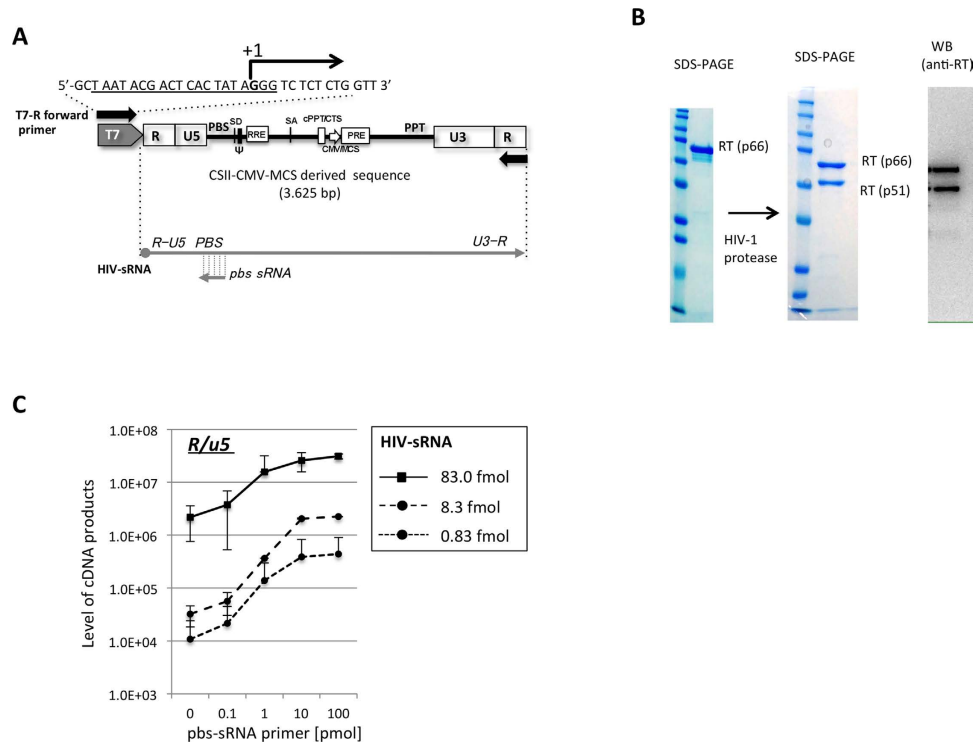 A
+1
5'-GCTAAT ACG ACT CAC TAT AGGG TC TCT CTG GTT 3'
T7-R forward
primer
T7
R
U5
PBS
SD
Ψ
RRE
SA
cPPT/CTS
CMV/MCS
PRE
PPT
U3
R
CSII-CMV-MCS derived sequence
(3.625 bp)
R-U5 PBS
U3-R
HIV-sRNA
pbs sRNA
B
SDS-PAGE
SDS-PAGE
WB
(anti-RT)
RT (p66)
RT (p66)
RT (p51)
HIV-1
protease
C
R/u5
Level of cDNA products
1.0E+08
1.0E+07
1.0E+06
1.0E+05
1.0E+04
1.0E+03
0 0.1 1 10 100
pbs-sRNA primer [pmol]
HIV-sRNA
83.0 fmol
8.3 fmol
0.83 fmol